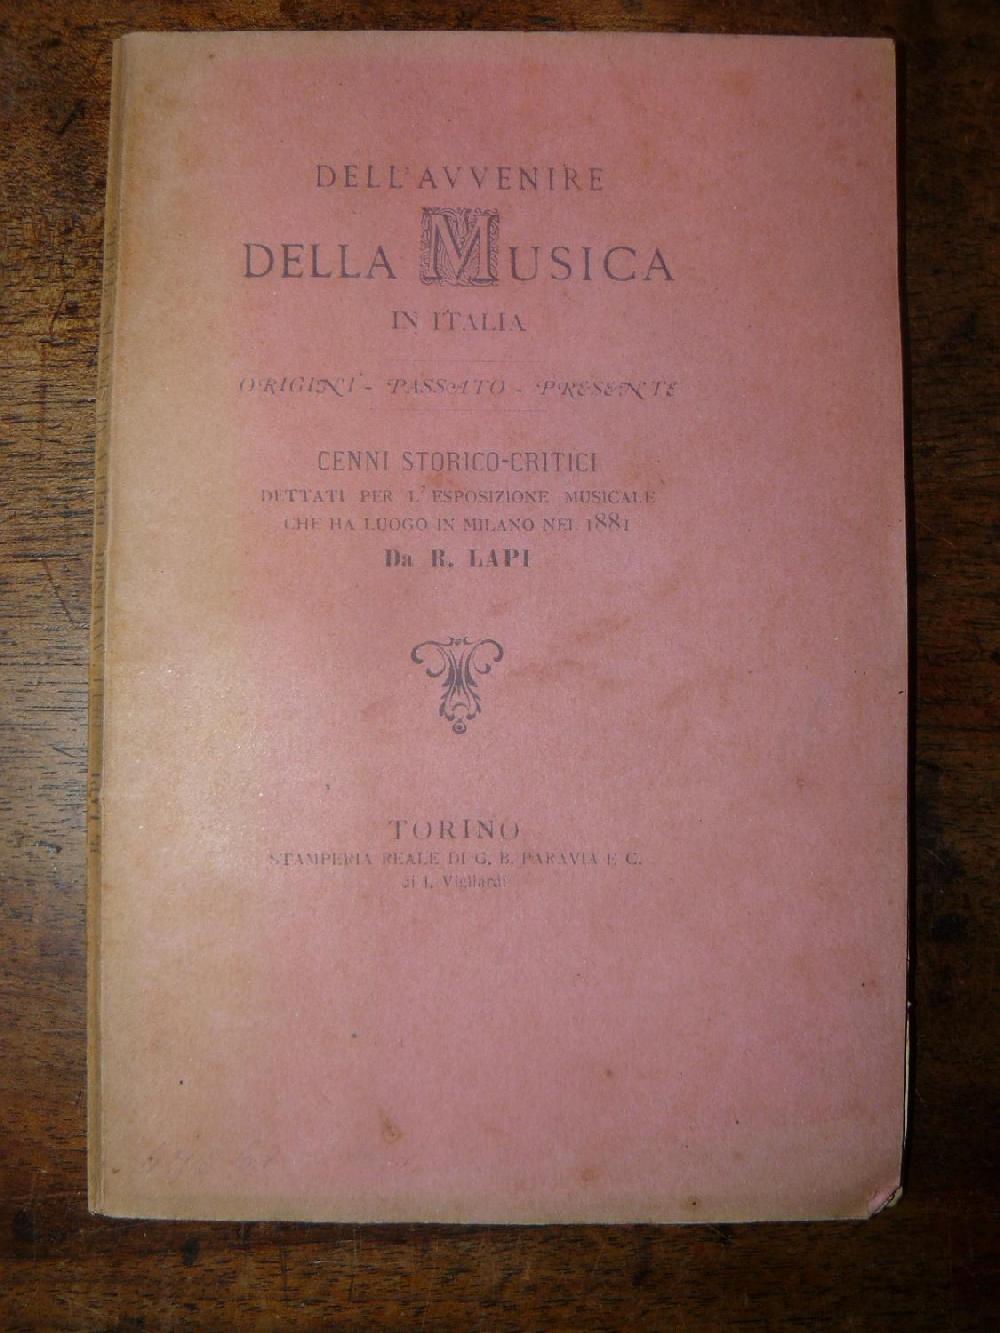 DELL'AVVENIRE
DELLA MUSICA
IN ITALIA
ORIGINI - PASSATO - PRESENTE
CENNI STORICO-CRITICI
DETTATI PER L'ESPOSIZIONE MUSICALE
CHE HA LUOGO IN MILANO NEL 1881
Da R. LAPI
TORINO
STAMPERIA REALE DI G. B. PARAVIA E C.
di I. Vigliardi